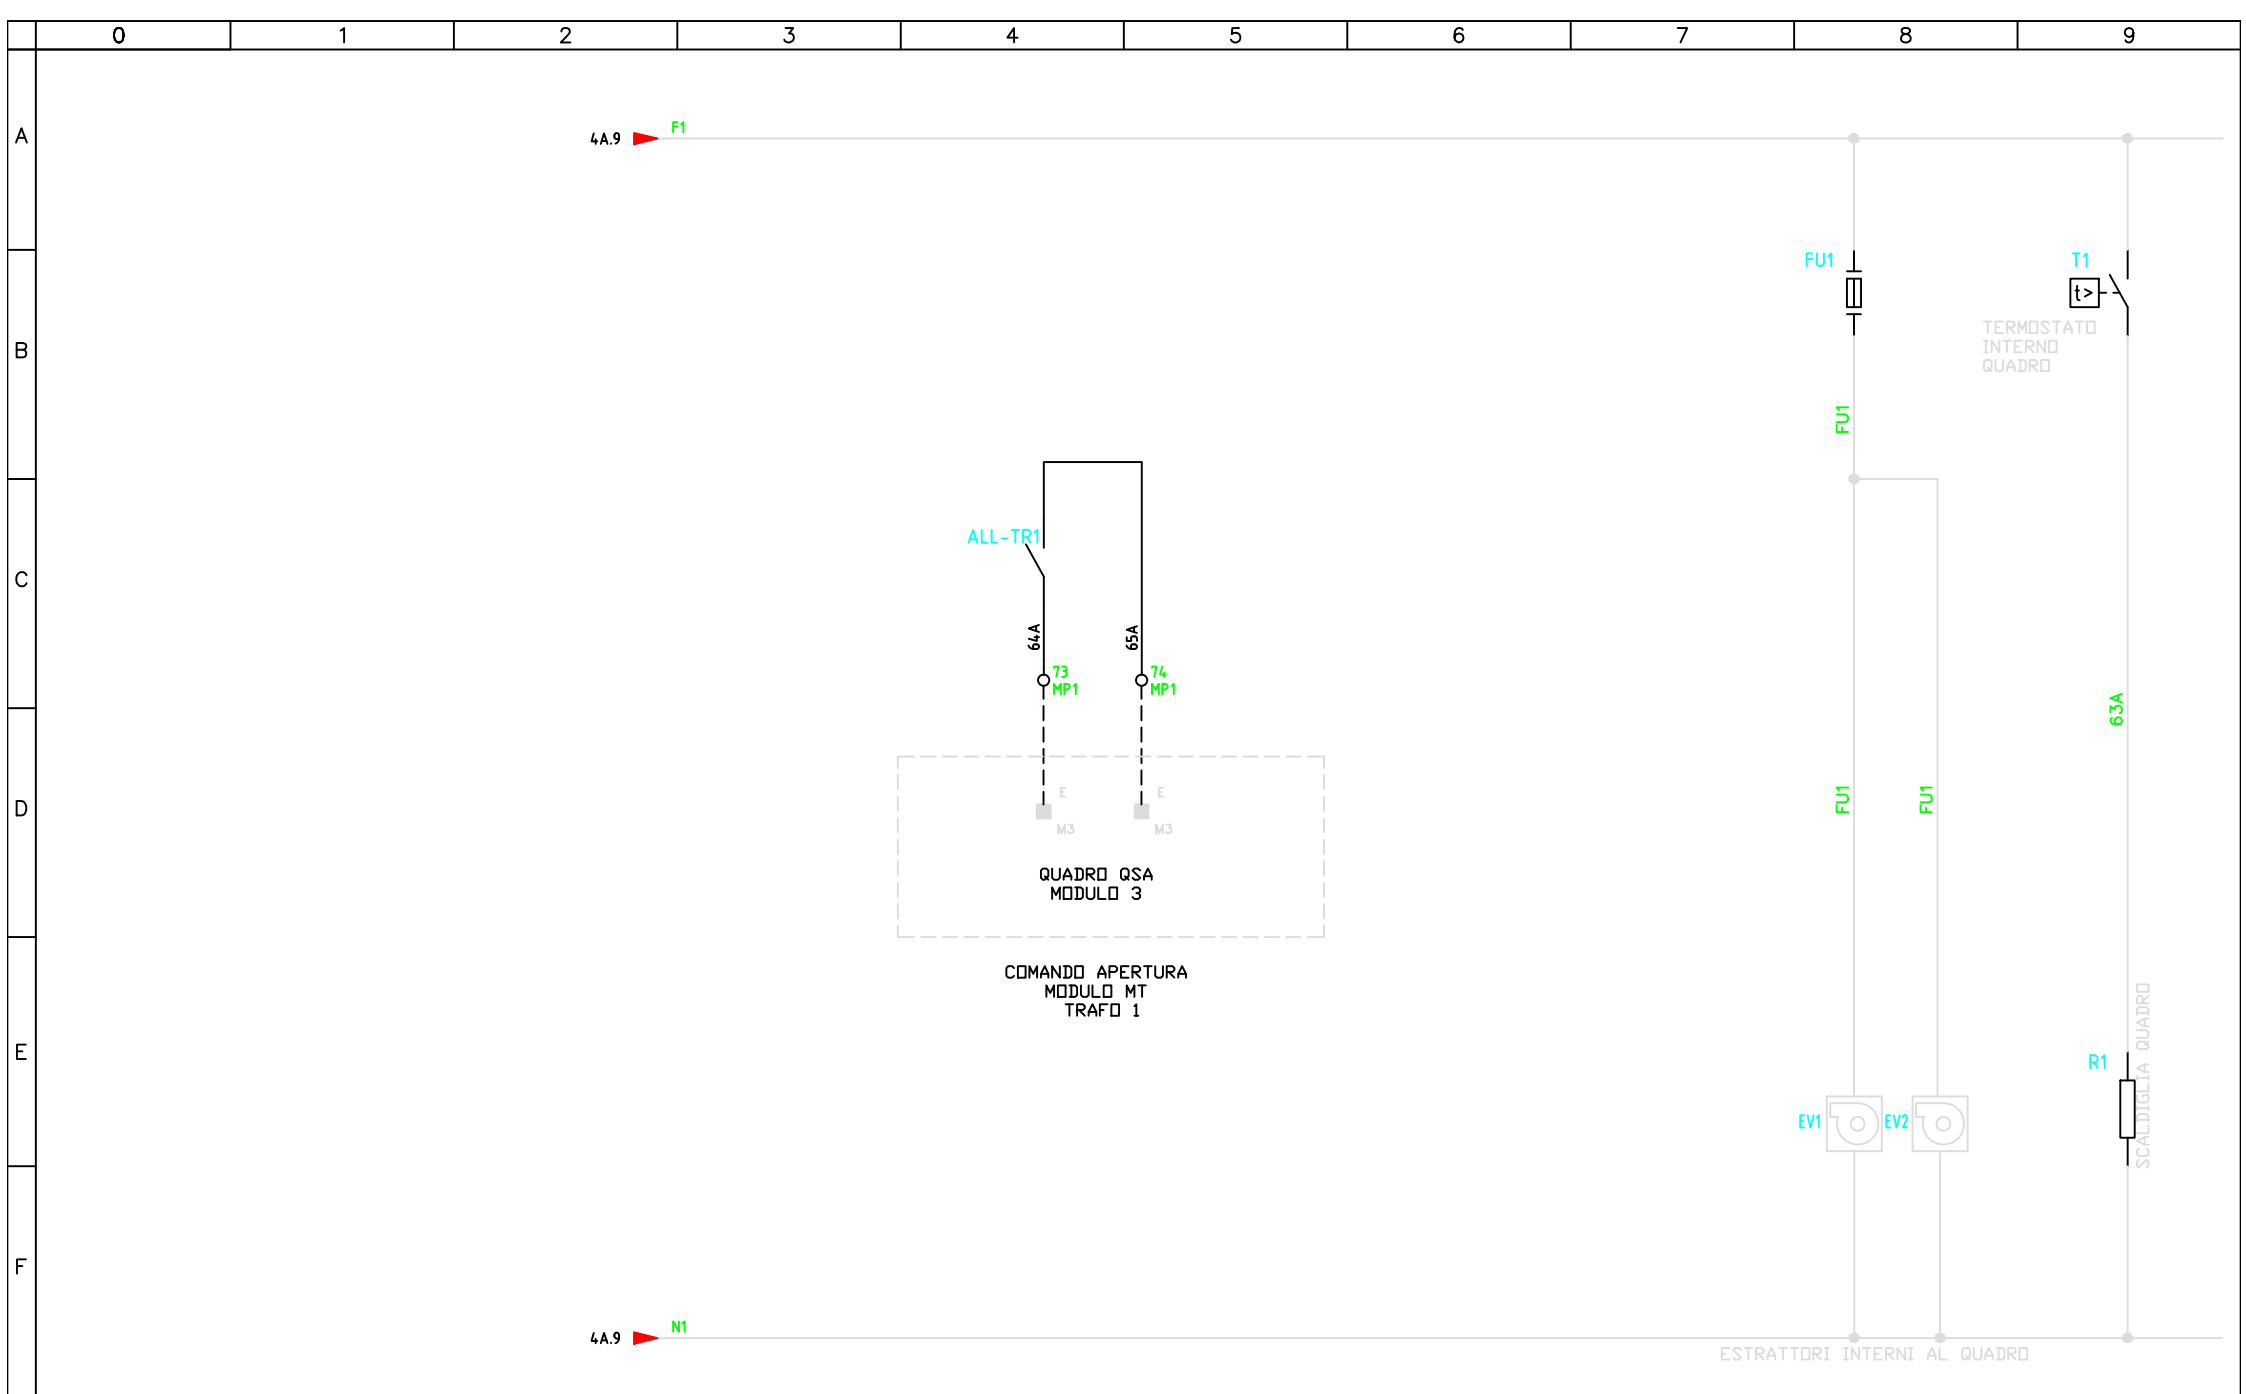 0 1 2 3 4 5 6 7 8 9
A
4A.9 F1
FU1
T1
t>
B
TERMOSTATO
INTERNO
QUADRO
FU1
ALL-TR1
C
64A
65A
73
MP1
74
MP1
63A
D
E
M3
E
M3
FU1
FU1
QUADRO QSA
MODULO 3
COMANDO APERTURA
MODULO MT
TRAFO 1
E
SCALDIGLIA QUADRO
R1
EV1
EV2
F
4A.9 N1
ESTRATTORI INTERNI AL QUADRO